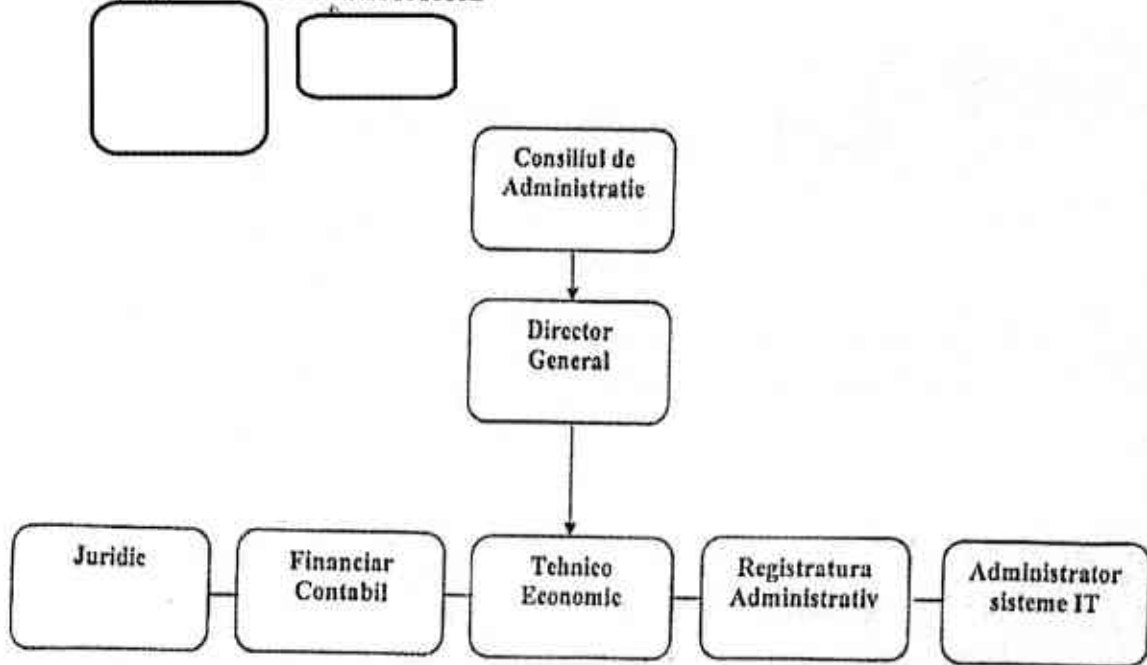 Consiliul de
Administratie
Director
General
Juridic
Financiar
Contabil
Tehnico
Economic
Registratura
Administrativ
Administrator
sisteme IT